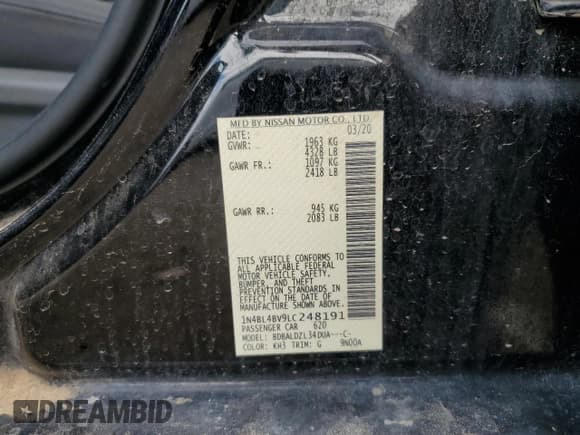 MFD BY NISSAN MOTOR CO., LTD.
DATE: 03/20
GVWR: 1963 KG
4328 LB
GAWR FR.: 1097 KG
2418 LB
GAWR RR.: 945 KG
2083 LB
THIS VEHICLE CONFORMS TO
ALL APPLICABLE FEDERAL
MOTOR VEHICLE SAFETY,
BUMPER, AND THEFT
PREVENTION STANDARDS IN
EFFECT ON THE DATE OF
MANUFACTURE SHOWN ABOVE.
1N4BL4BV9LC248191
PASSENGER CAR 620
MODEL: BDBALDZL34DUA---C-
COLOR: KH3 TRIM: G 9N00A
DREAMBID